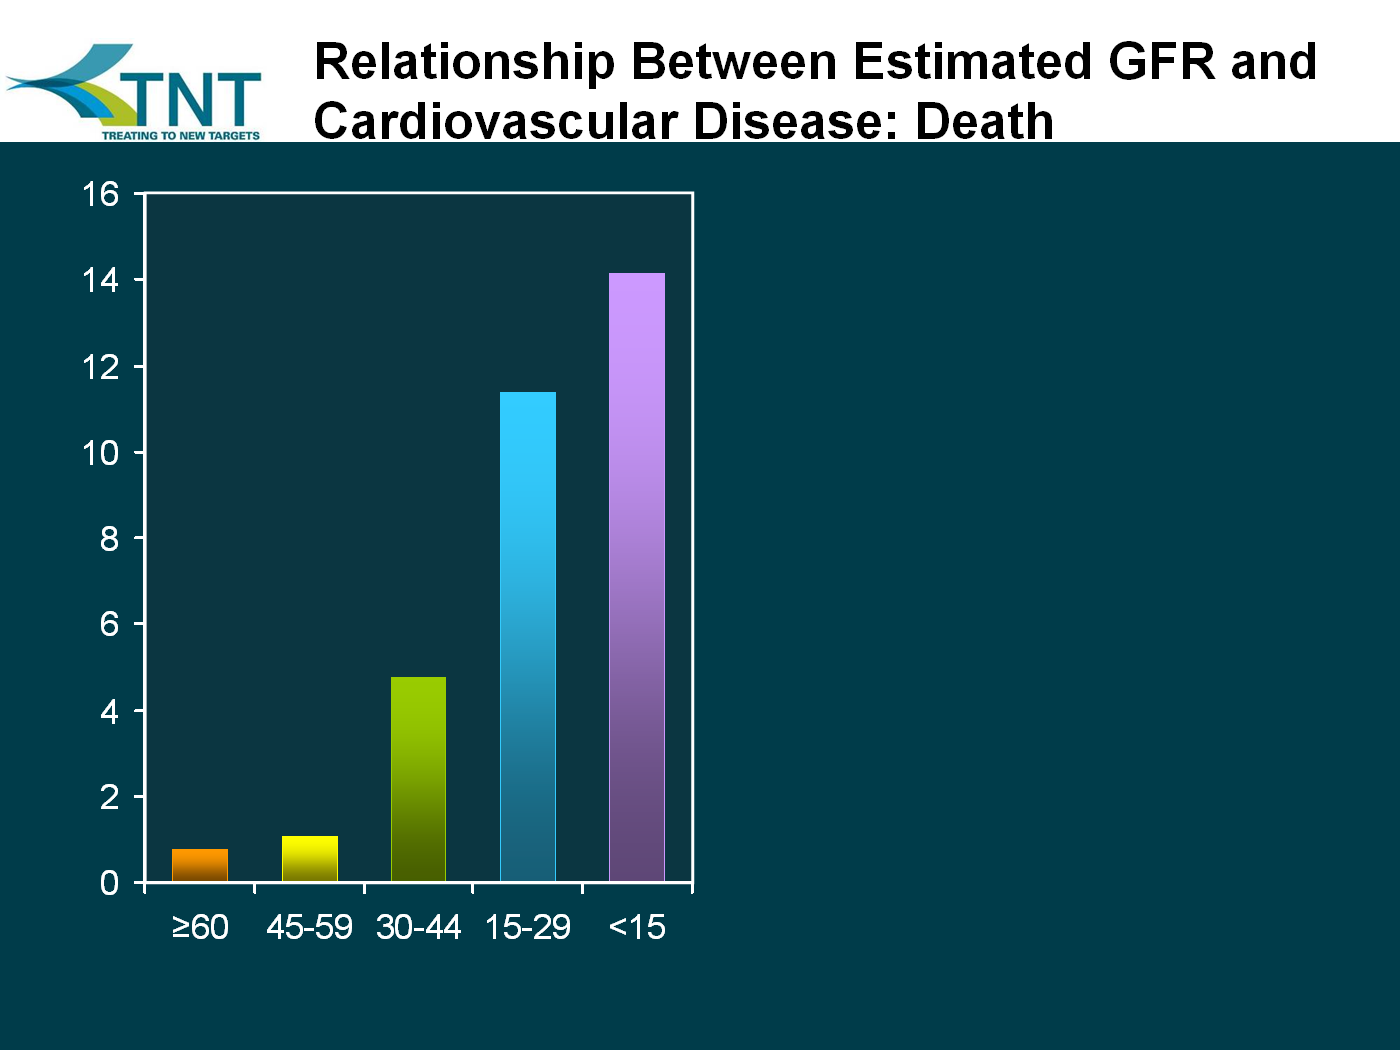 TNT
TREATING TO NEW TARGETS
Relationship Between Estimated GFR and
Cardiovascular Disease: Death
16
14
12
10
8
6
4
2
0
≥60 45-59 30-44 15-29 <15